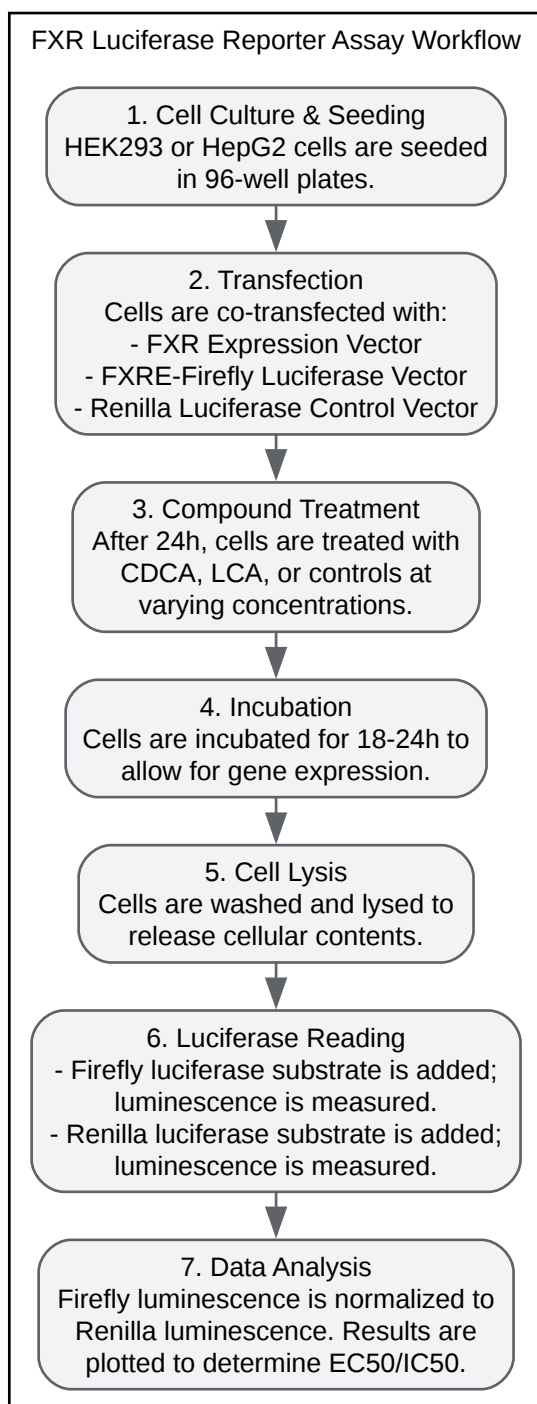 FXR Luciferase Reporter Assay Workflow
1. Cell Culture & Seeding
HEK293 or HepG2 cells are seeded
in 96-well plates.
2. Transfection
Cells are co-transfected with:
- FXR Expression Vector
- FXRE-Firefly Luciferase Vector
- Renilla Luciferase Control Vector
3. Compound Treatment
After 24h, cells are treated with
CDCA, LCA, or controls at
varying concentrations.
4. Incubation
Cells are incubated for 18-24h to
allow for gene expression.
5. Cell Lysis
Cells are washed and lysed to
release cellular contents.
6. Luciferase Reading
- Firefly luciferase substrate is added;
luminescence is measured.
- Renilla luciferase substrate is added;
luminescence is measured.
7. Data Analysis
Firefly luminescence is normalized to
Renilla luminescence. Results are
plotted to determine EC50/IC50.